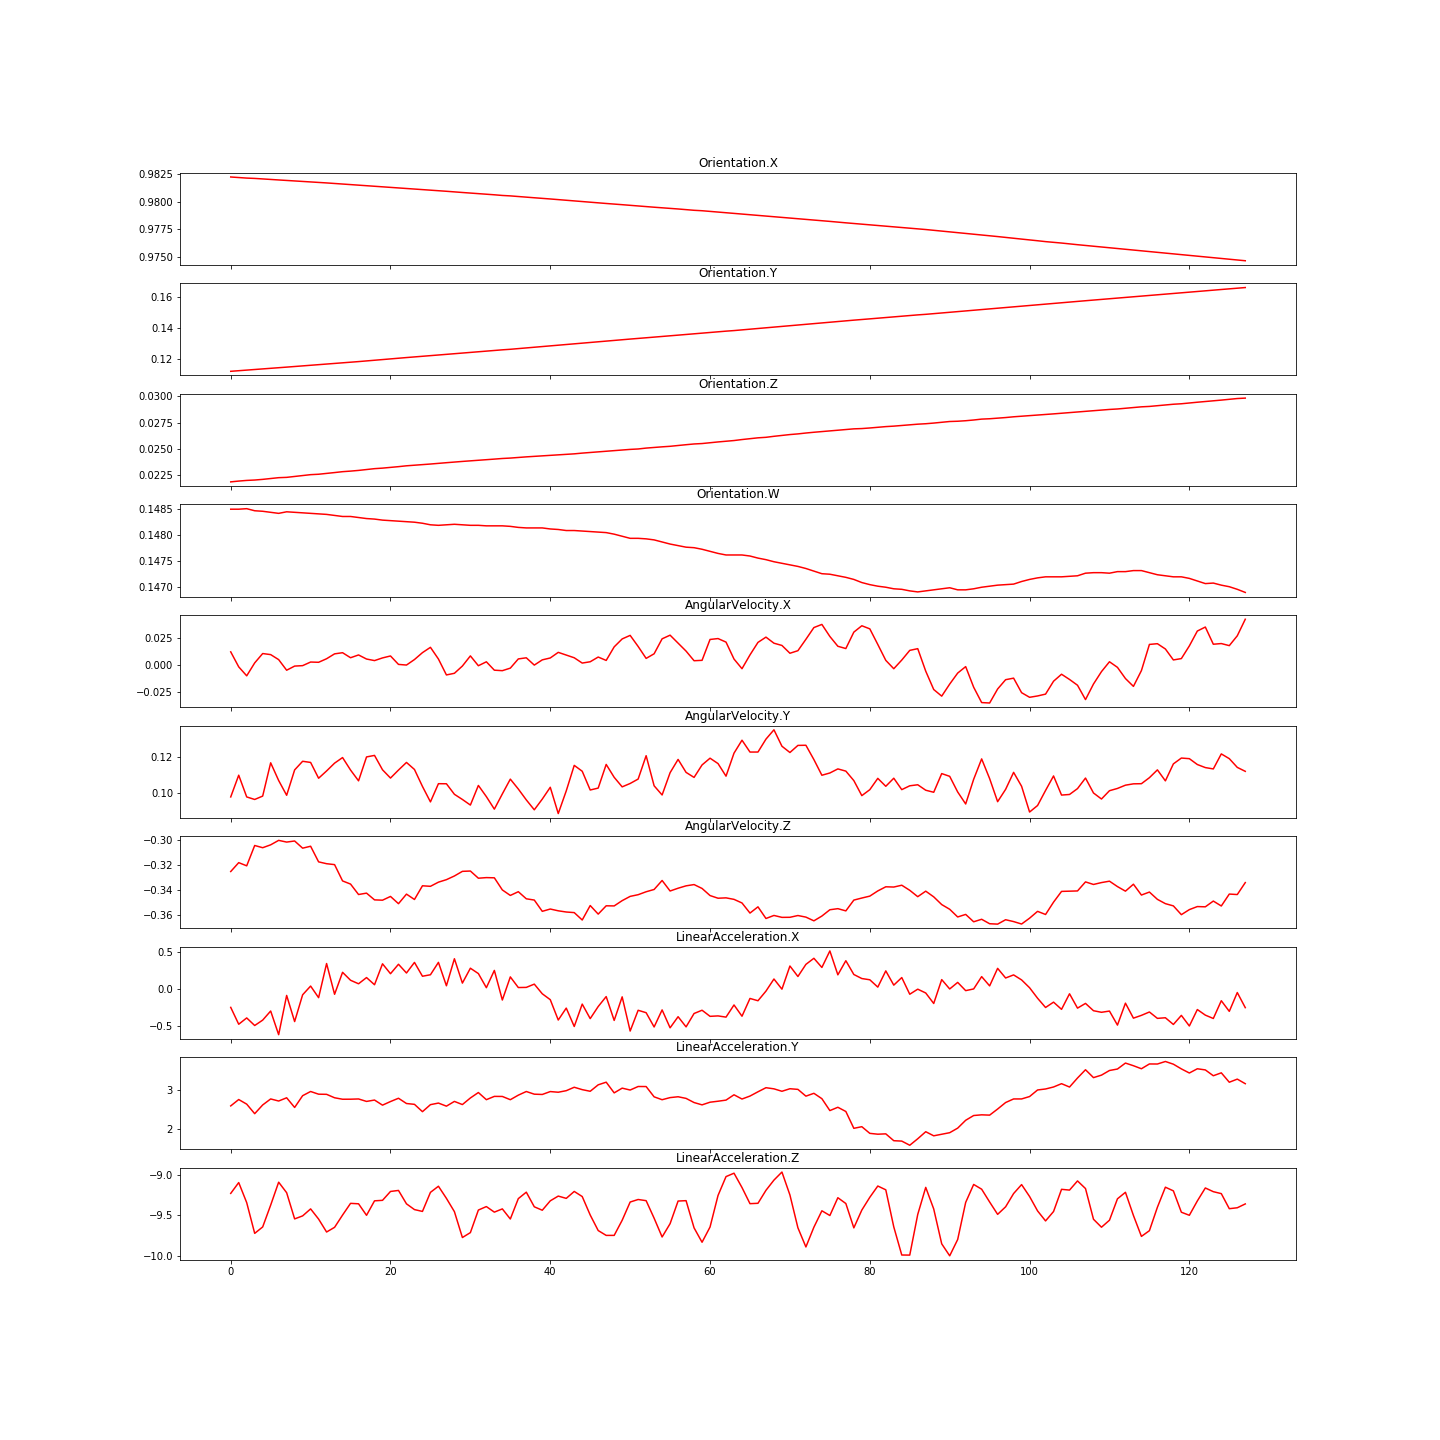 Orientation.X
0.9825
0.9800
0.9775
0.9750
Orientation.Y
0.16
0.14
0.12
Orientation.Z
0.0300
0.0275
0.0250
0.0225
Orientation.W
0.1485
0.1480
0.1475
0.1470
AngularVelocity.X
0.025
0.000
−0.025
AngularVelocity.Y
0.12
0.10
AngularVelocity.Z
−0.30
−0.32
−0.34
−0.36
LinearAcceleration.X
0.5
0.0
−0.5
LinearAcceleration.Y
3
2
LinearAcceleration.Z
−9.0
−9.5
−10.0
0 20 40 60 80 100 120